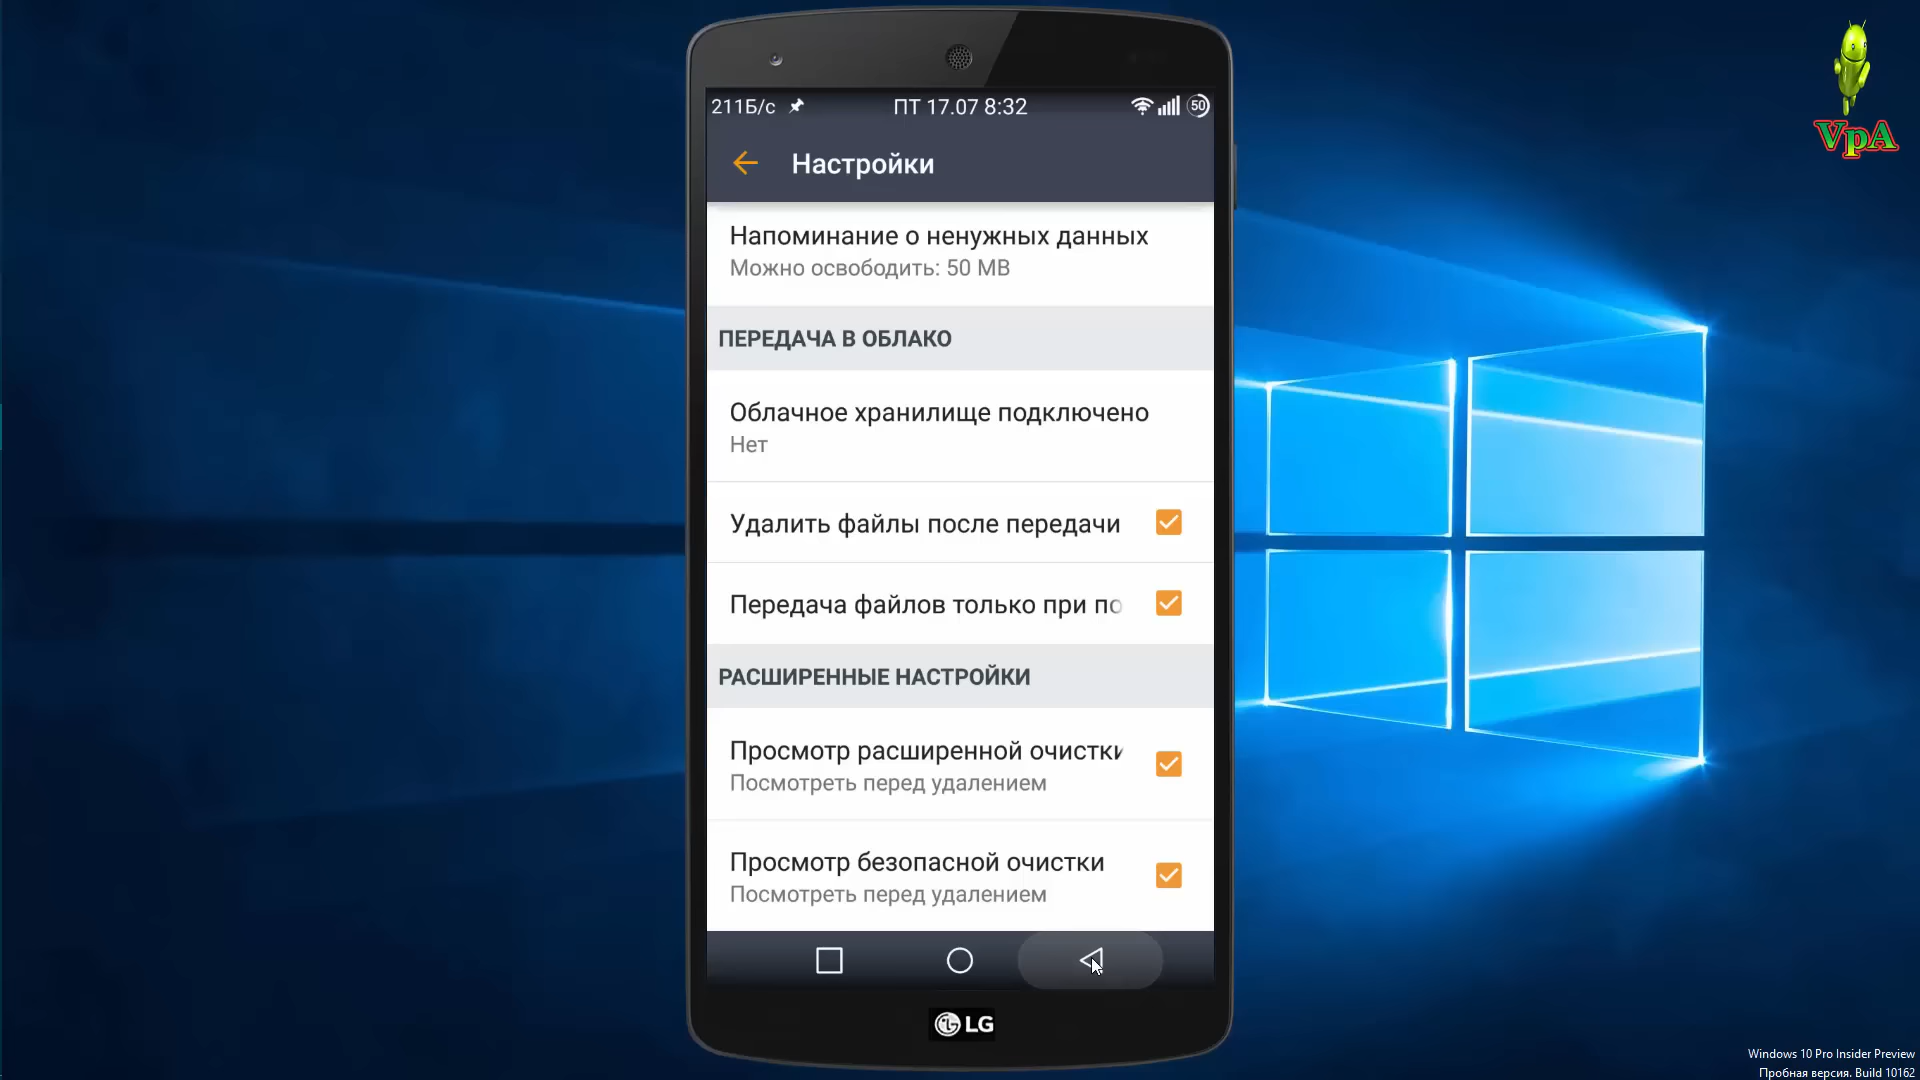 VpA
211Б/с
ПТ 17.07 8:32
50
Настройки
Напоминание о ненужных данных
Можно освободить: 50 MB
ПЕРЕДАЧА В ОБЛАКО
Облачное хранилище подключено
Нет
Удалить файлы после передачи
Передача файлов только при по
РАСШИРЕННЫЕ НАСТРОЙКИ
Просмотр расширенной очистки
Посмотреть перед удалением
Просмотр безопасной очистки
Посмотреть перед удалением
LG
Windows 10 Pro Insider Preview
Пробная версия. Build 10162